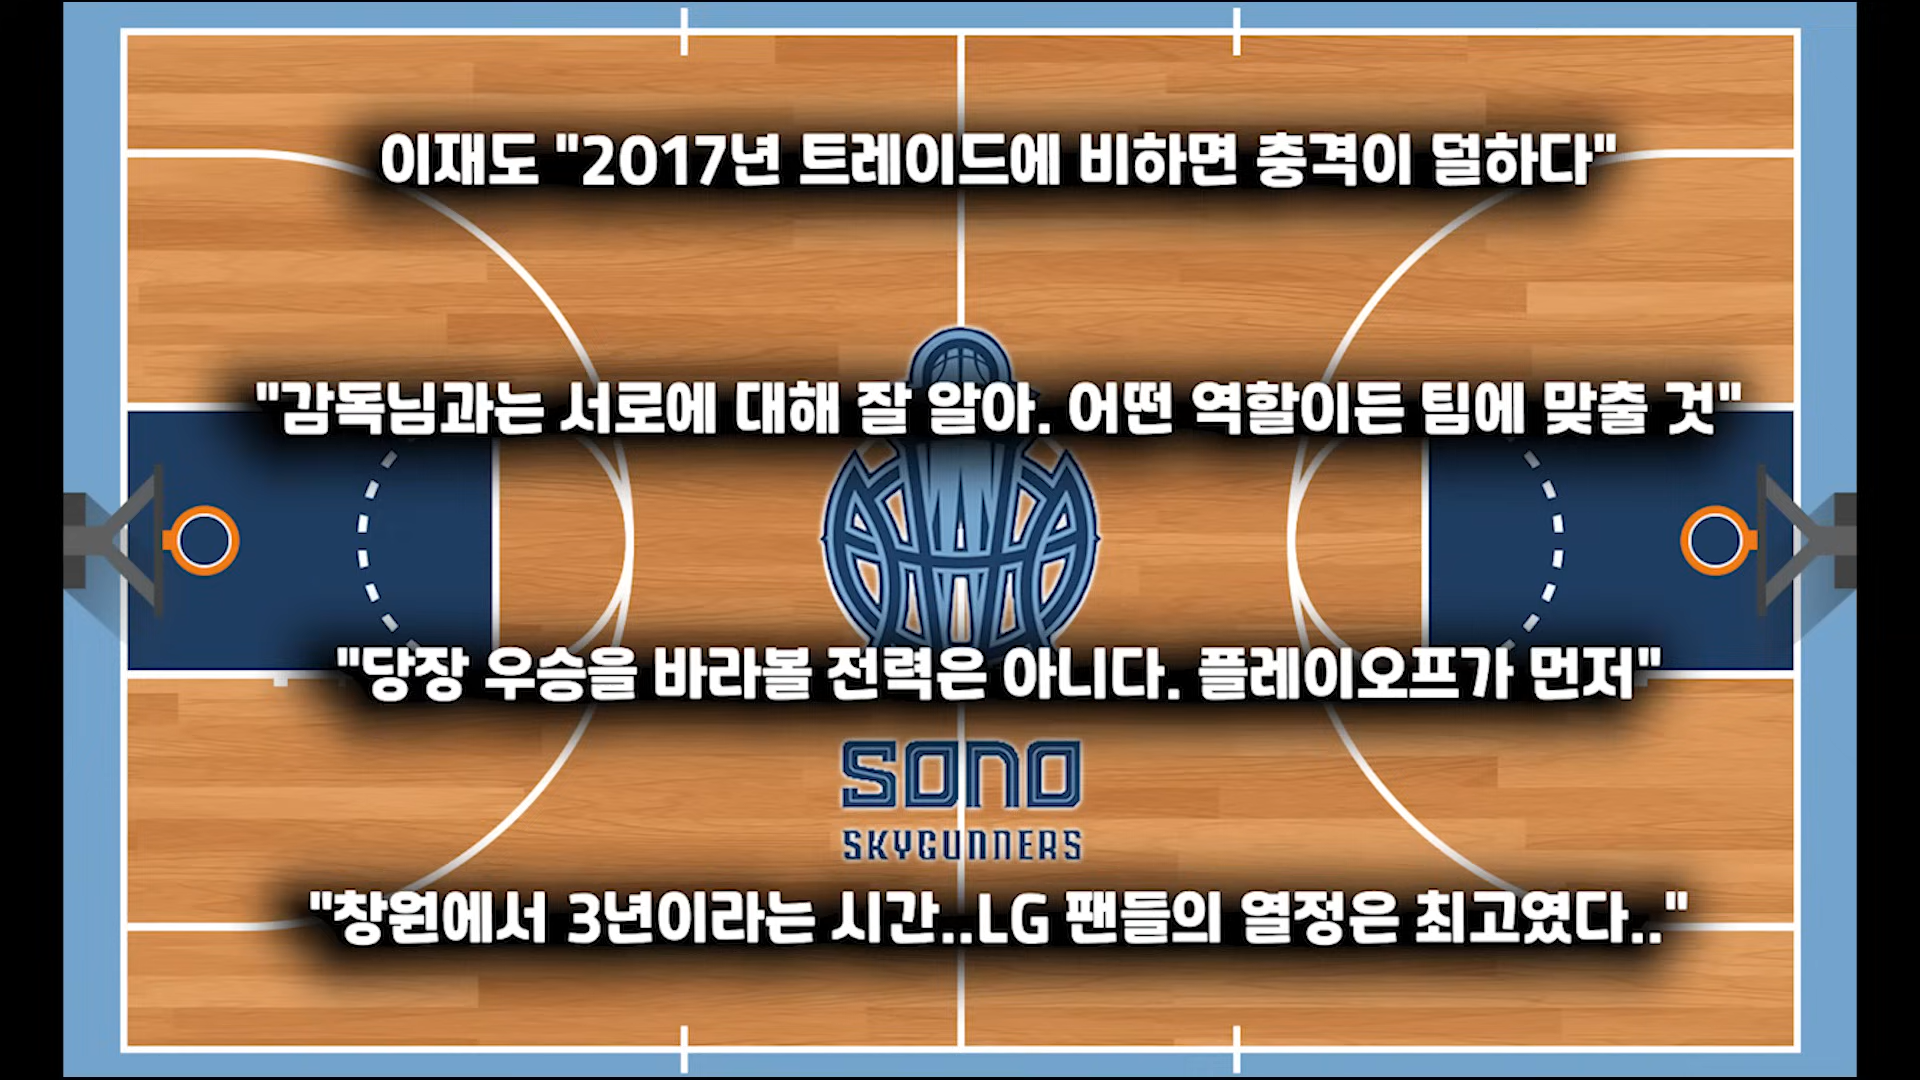 이재도 "2017년 트레이드에 비하면 충격이 덜하다"
"감독님과는 서로에 대해 잘 알아. 어떤 역할이든 팀에 맞출 것"
"당장 우승을 바라볼 전력은 아니다. 플레이오프가 먼저"
SONO
SKYGUNNERS
"창원에서 3년이라는 시간..LG 팬들의 열정은 최고였다.."